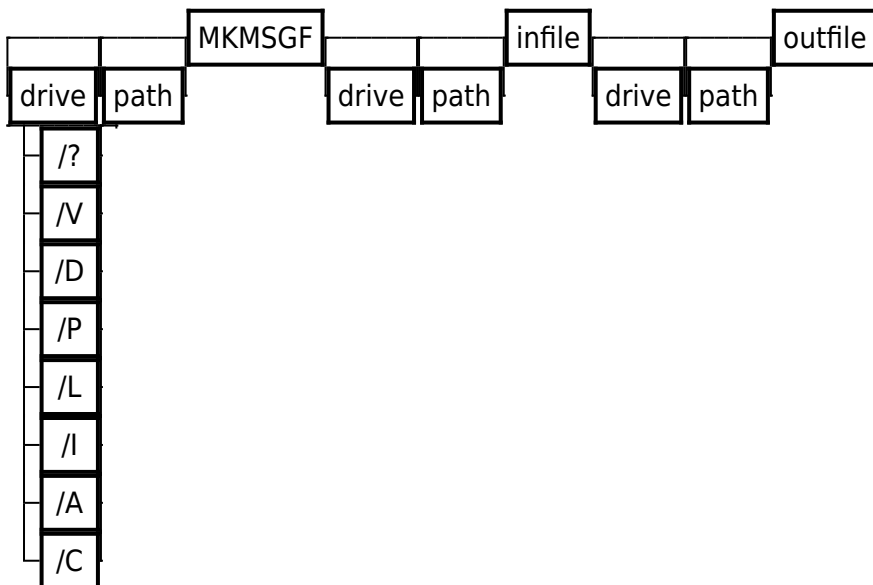 MKMSGF infile outfile
drive path drive path drive path
/?
/V
/D
/P
/L
/I
/A
/C